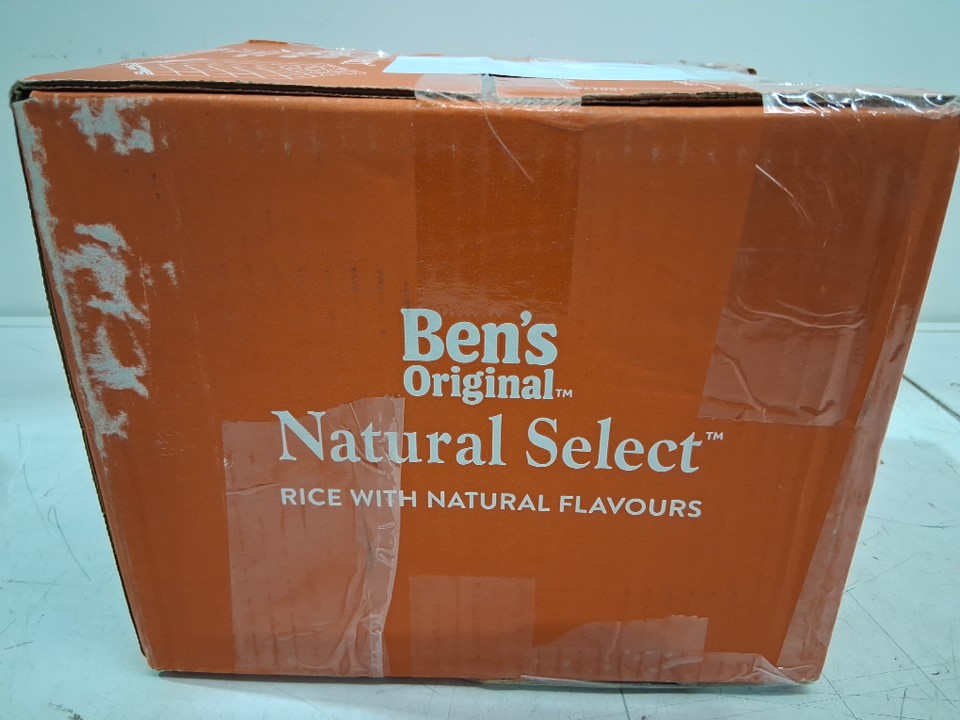 Ben's
Original™
Natural Select™
RICE WITH NATURAL FLAVOURS